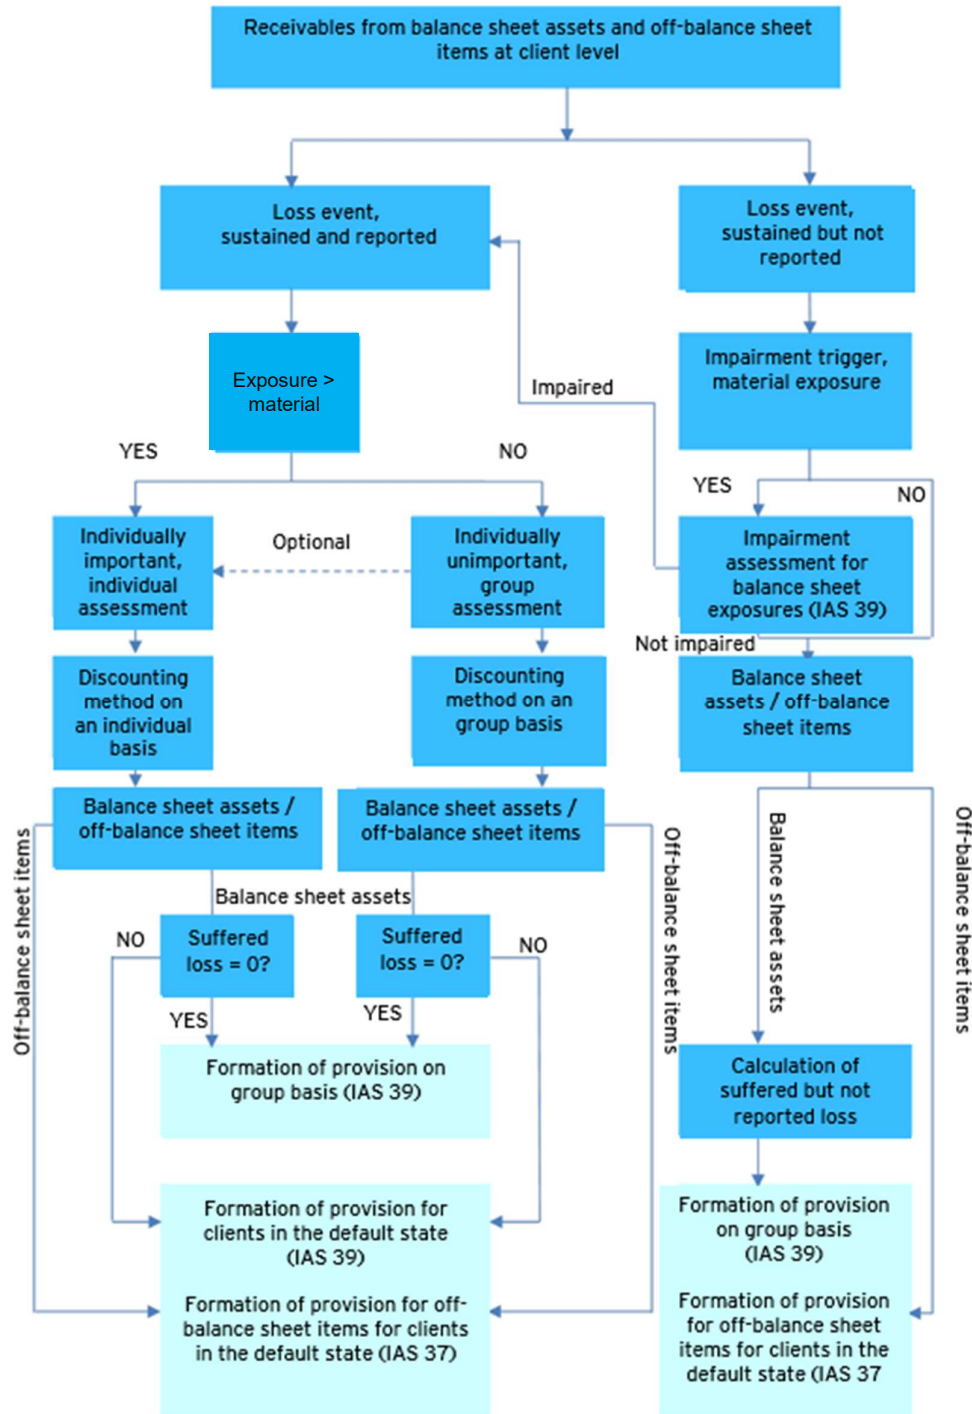 Receivables from balance sheet assets and off-balance sheet
items at client level
Loss event,
sustained and reported
Loss event,
sustained but not
reported
Exposure >
material
Impairment trigger,
material exposure
Impaired
YES
NO
YES
NO
Individually
important,
individual
assessment
Optional
Individually
unimportant,
group
assessment
Impairment
assessment for
balance sheet
exposures (IAS 39)
Not impaired
Discounting
method on
an individual
basis
Discounting
method on an
group basis
Balance sheet
assets / off-balance
sheet items
Balance sheet assets /
off-balance sheet items
Balance sheet assets /
off-balance sheet items
Off-balance sheet items
Balance sheet assets
Off-balance sheet items
Balance sheet assets
Off-balance sheet items
NO
Suffered
loss = 0?
Suffered
loss = 0?
NO
YES
YES
Formation of provision on
group basis (IAS 39)
Calculation of
suffered but not
reported loss
Formation of provision for
clients in the default state
(IAS 39)
Formation of provision for off-
balance sheet items for clients
in the default state (IAS 37)
Formation of provision
on group basis
(IAS 39)
Formation of provision
for off-balance sheet
items for clients in the
default state (IAS 37